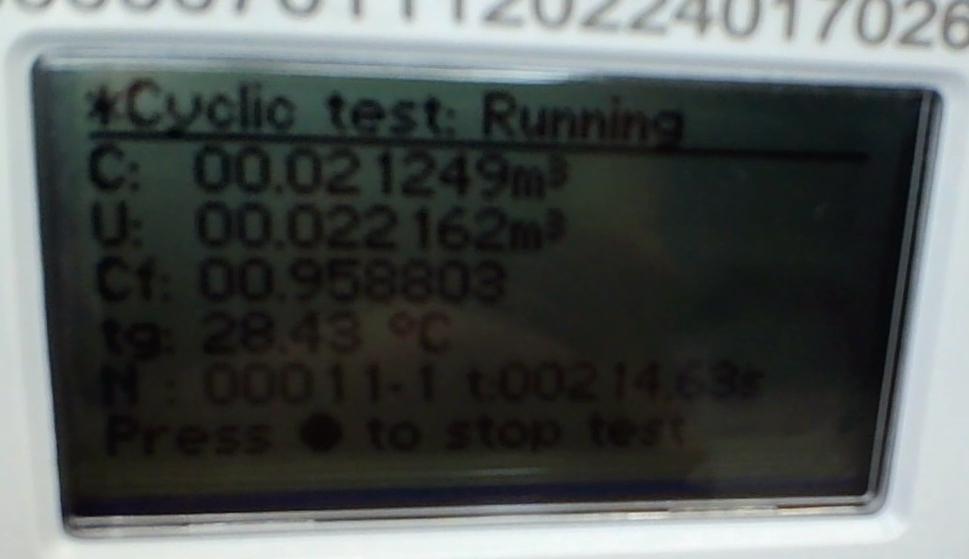 *Cyclic test: Running
C: 00.021249m³
U: 00.022162m³
Cf: 00.958803
tg: 28.43 °C
N : 00011-1 t:00214.63s
Press ● to stop test